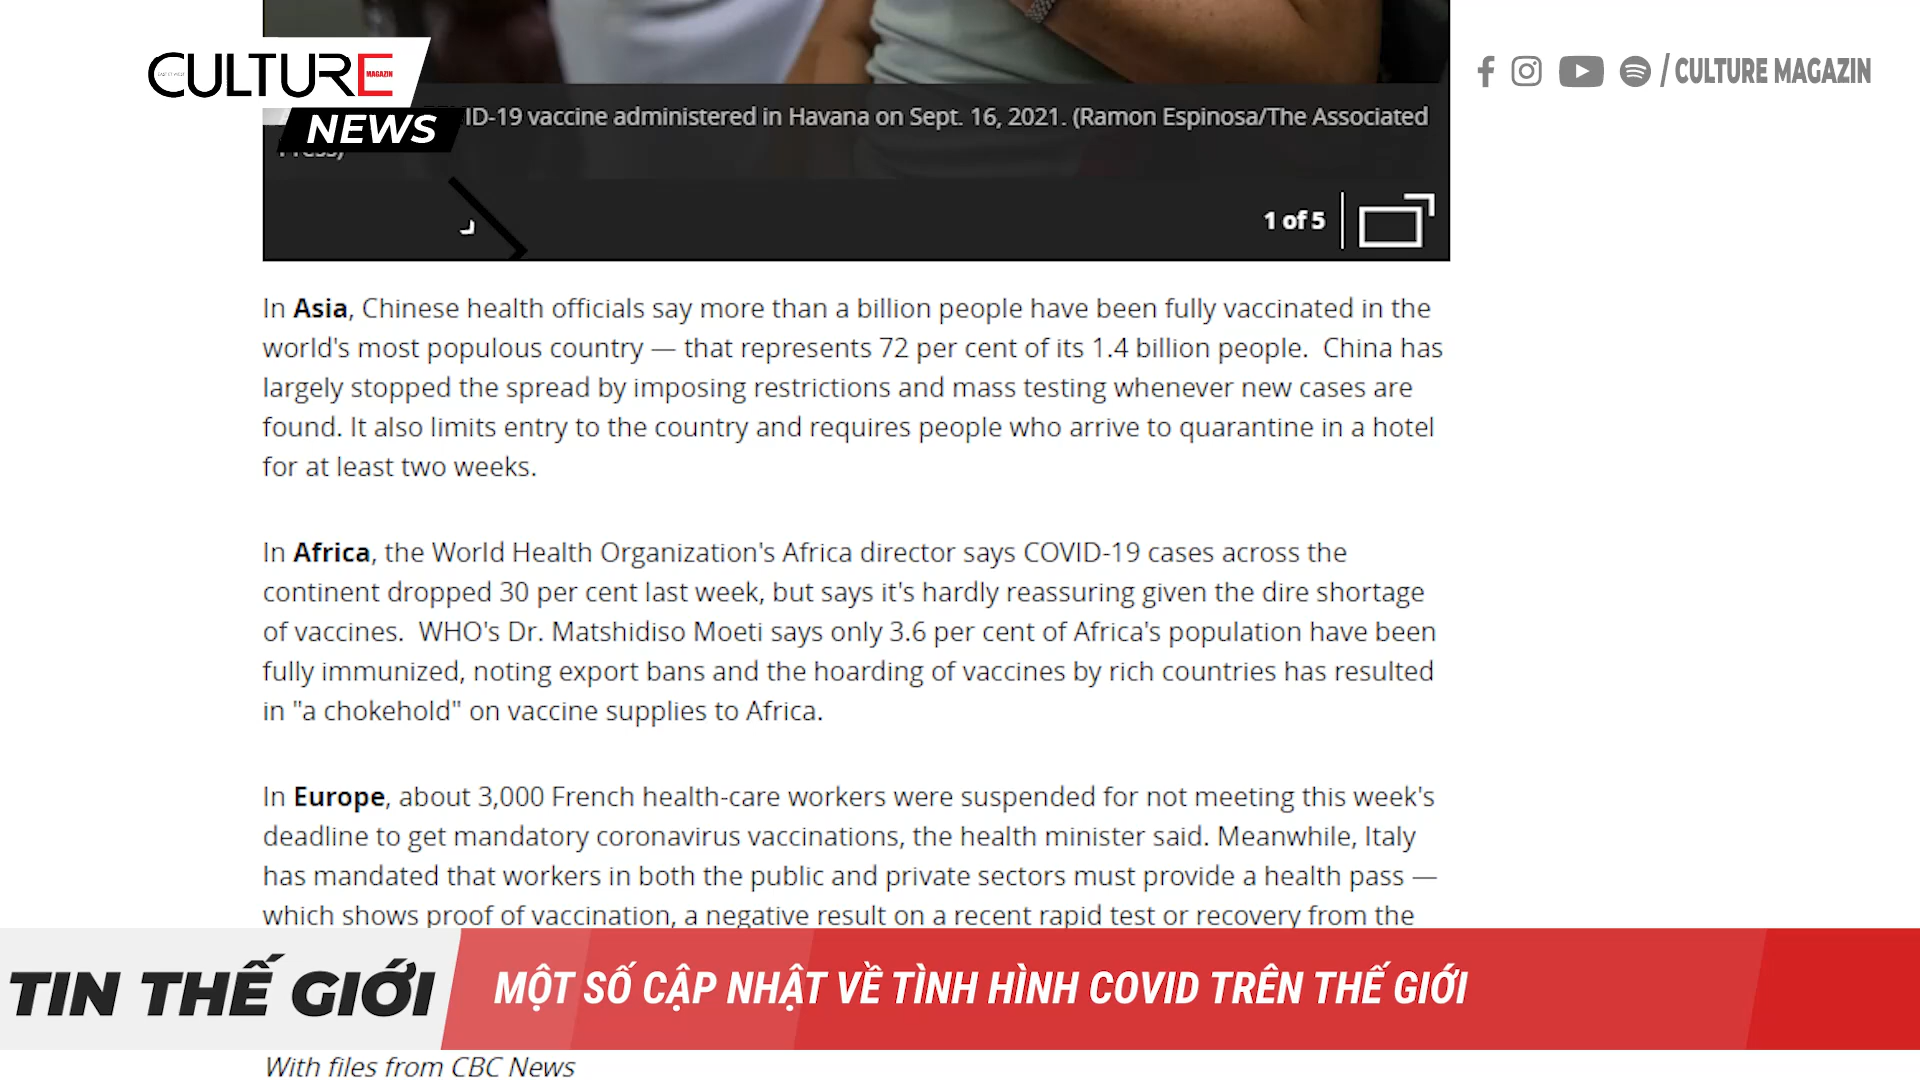 CULTURE
MAGAZIN
NEWS
/ CULTURE MAGAZIN
ID-19 vaccine administered in Havana on Sept. 16, 2021. (Ramon Espinosa/The Associated
1 of 5
In Asia, Chinese health officials say more than a billion people have been fully vaccinated in the
world's most populous country — that represents 72 per cent of its 1.4 billion people.  China has
largely stopped the spread by imposing restrictions and mass testing whenever new cases are
found. It also limits entry to the country and requires people who arrive to quarantine in a hotel
for at least two weeks.
In Africa, the World Health Organization's Africa director says COVID-19 cases across the
continent dropped 30 per cent last week, but says it's hardly reassuring given the dire shortage
of vaccines.  WHO's Dr. Matshidiso Moeti says only 3.6 per cent of Africa's population have been
fully immunized, noting export bans and the hoarding of vaccines by rich countries has resulted
in "a chokehold" on vaccine supplies to Africa.
In Europe, about 3,000 French health-care workers were suspended for not meeting this week's
deadline to get mandatory coronavirus vaccinations, the health minister said. Meanwhile, Italy
has mandated that workers in both the public and private sectors must provide a health pass —
which shows proof of vaccination, a negative result on a recent rapid test or recovery from the
TIN THẾ GIỚI
MỘT SỐ CẬP NHẬT VỀ TÌNH HÌNH COVID TRÊN THẾ GIỚI
With files from CBC News